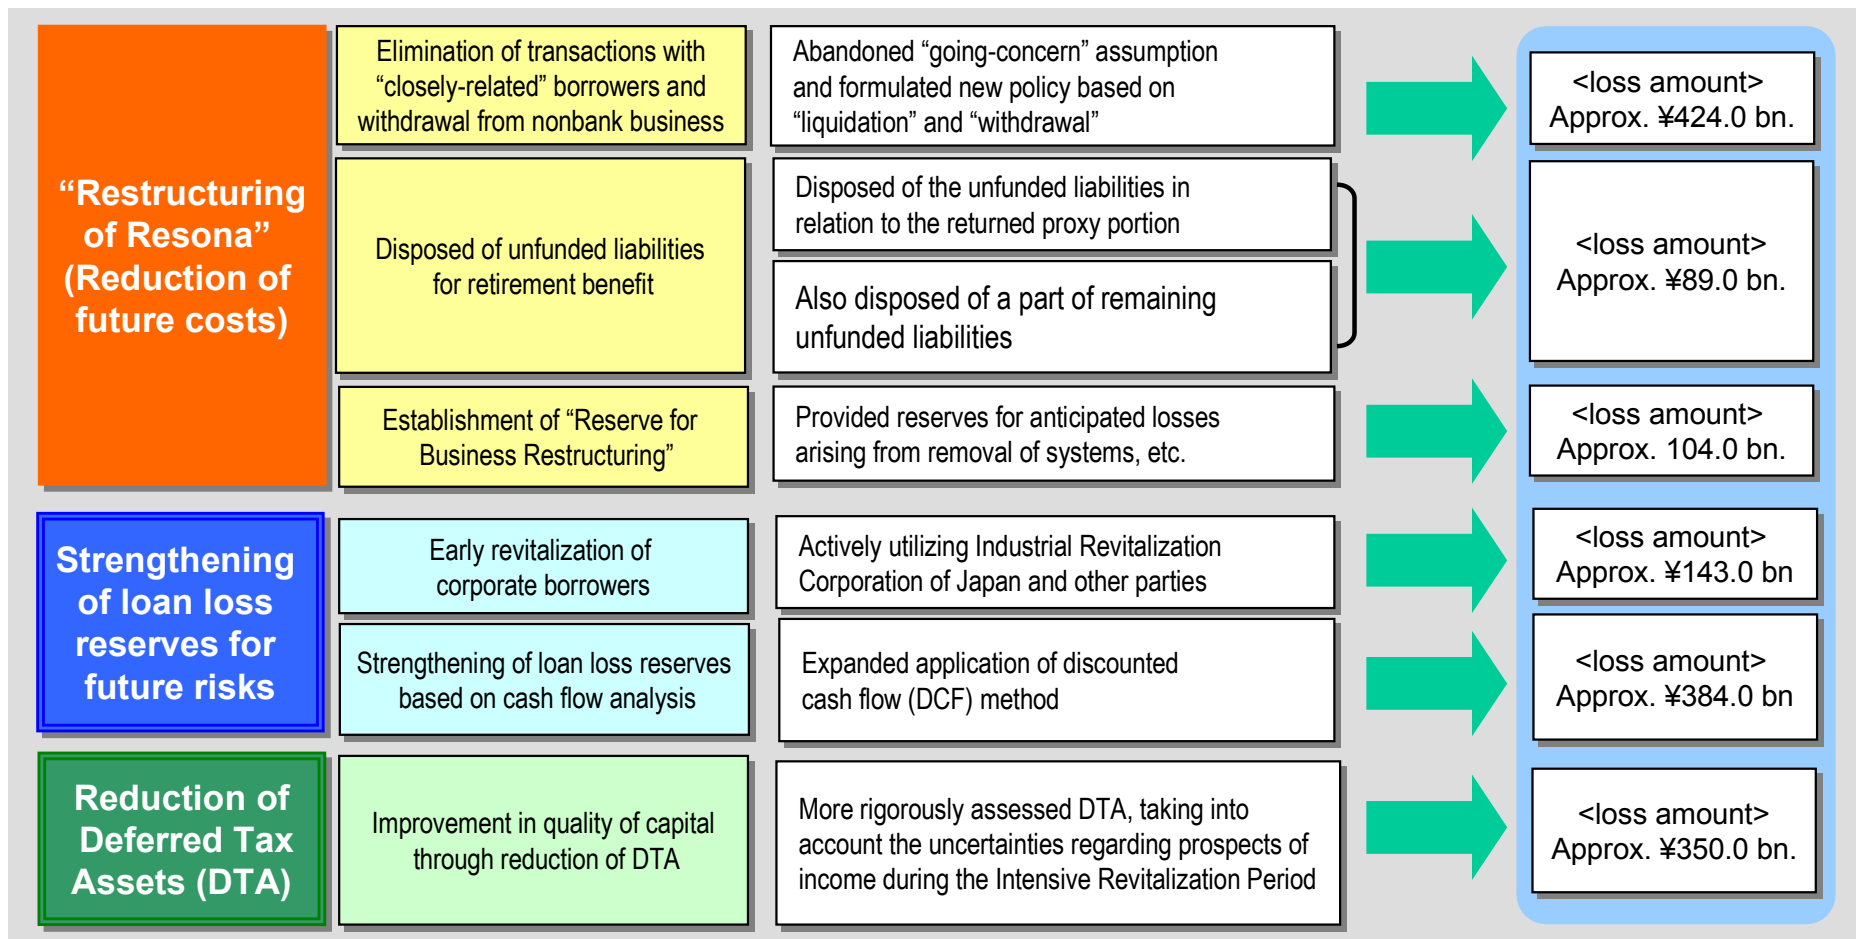 “Restructuring
of Resona”
(Reduction of
future costs)
Elimination of transactions with
“closely-related” borrowers and
withdrawal from nonbank business
Abandoned “going-concern” assumption
and formulated new policy based on
“liquidation” and “withdrawal”
<loss amount>
Approx. ¥424.0 bn.
Disposed of unfunded liabilities
for retirement benefit
Disposed of the unfunded liabilities in
relation to the returned proxy portion
Also disposed of a part of remaining
unfunded liabilities
<loss amount>
Approx. ¥89.0 bn.
Establishment of “Reserve for
Business Restructuring”
Provided reserves for anticipated losses
arising from removal of systems, etc.
<loss amount>
Approx. 104.0 bn.
Strengthening
of loan loss
reserves for
future risks
Early revitalization of
corporate borrowers
Actively utilizing Industrial Revitalization
Corporation of Japan and other parties
<loss amount>
Approx. ¥143.0 bn
Strengthening of loan loss reserves
based on cash flow analysis
Expanded application of discounted
cash flow (DCF) method
<loss amount>
Approx. ¥384.0 bn
Reduction of
Deferred Tax
Assets (DTA)
Improvement in quality of capital
through reduction of DTA
More rigorously assessed DTA, taking into
account the uncertainties regarding prospects of
income during the Intensive Revitalization Period
<loss amount>
Approx. ¥350.0 bn.